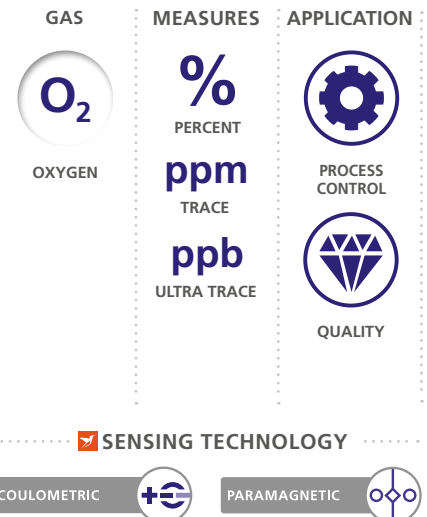 GAS
MEASURES
APPLICATION
O2
OXYGEN
%
PERCENT
ppm
TRACE
ppb
ULTRA TRACE
PROCESS
CONTROL
QUALITY
SENSING TECHNOLOGY
COULOMETRIC
PARAMAGNETIC